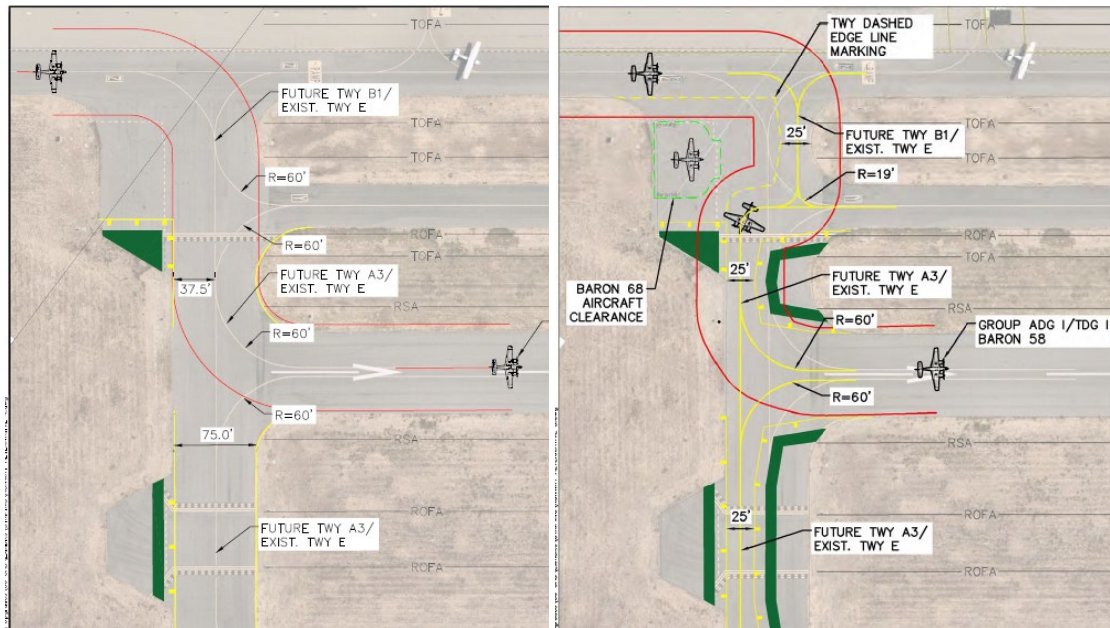 TOFA
FUTURE TWY B1/
EXIST. TWY E
TOFA
TOFA
R=60'
ROFA
R=60'
FUTURE TWY A3/
EXIST. TWY E
37.5'
RSA
R=60'
R=60'
75.0'
RSA
ROFA
FUTURE TWY A3/
EXIST. TWY E
ROFA
TWY DASHED
EDGE LINE
MARKING
TOFA
25'
FUTURE TWY B1/
EXIST. TWY E
TOFA
TOFA
R=19'
ROFA
TOFA
25'
BARON 68
AIRCRAFT
CLEARANCE
FUTURE TWY A3/
EXIST. TWY E
RSA
R=60'
GROUP ADG I/TDG I
BARON 58
R=60'
RSA
25'
ROFA
FUTURE TWY A3/
EXIST. TWY E
ROFA